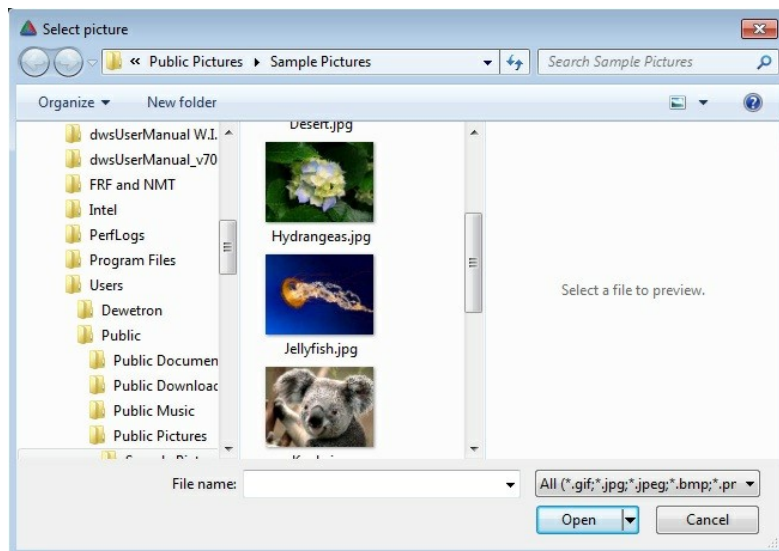 Select picture
« Public Pictures ▸ Sample Pictures
Search Sample Pictures
Organize
New folder
dwsUserManual W.I.
dwsUserManual_v70
FRF and NMT
Intel
PerfLogs
Program Files
Users
Dewetron
Public
Public Documen
Public Downloac
Public Music
Public Pictures
Desert.jpg
Hydrangeas.jpg
Jellyfish.jpg
Select a file to preview.
File name:
All (*.gif;*.jpg;*.jpeg;*.bmp;*.pr
Open
Cancel